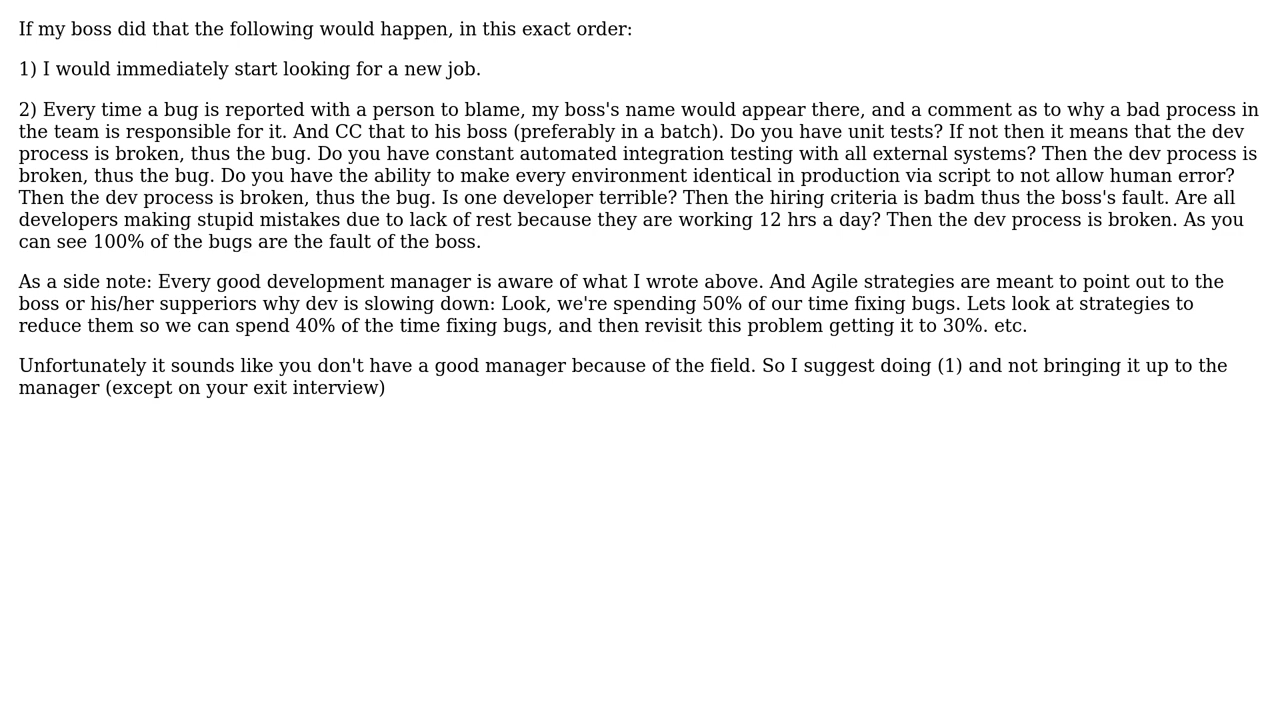 If my boss did that the following would happen, in this exact order:
1) I would immediately start looking for a new job.
2) Every time a bug is reported with a person to blame, my boss's name would appear there, and a comment as to why a bad process in
the team is responsible for it. And CC that to his boss (preferably in a batch). Do you have unit tests? If not then it means that the dev
process is broken, thus the bug. Do you have constant automated integration testing with all external systems? Then the dev process is
broken, thus the bug. Do you have the ability to make every environment identical in production via script to not allow human error?
Then the dev process is broken, thus the bug. Is one developer terrible? Then the hiring criteria is badm thus the boss's fault. Are all
developers making stupid mistakes due to lack of rest because they are working 12 hrs a day? Then the dev process is broken. As you
can see 100% of the bugs are the fault of the boss.
As a side note: Every good development manager is aware of what I wrote above. And Agile strategies are meant to point out to the
boss or his/her supperiors why dev is slowing down: Look, we're spending 50% of our time fixing bugs. Lets look at strategies to
reduce them so we can spend 40% of the time fixing bugs, and then revisit this problem getting it to 30%. etc.
Unfortunately it sounds like you don't have a good manager because of the field. So I suggest doing (1) and not bringing it up to the
manager (except on your exit interview)